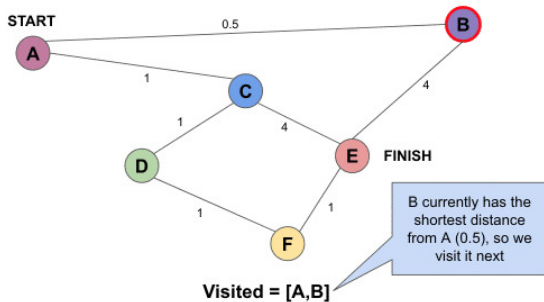 START
0.5
B
A
1
C
4
1
4
D
E
FINISH
1
1
F
B currently has the
shortest distance
from A (0.5), so we
visit it next
Visited = [A,B]